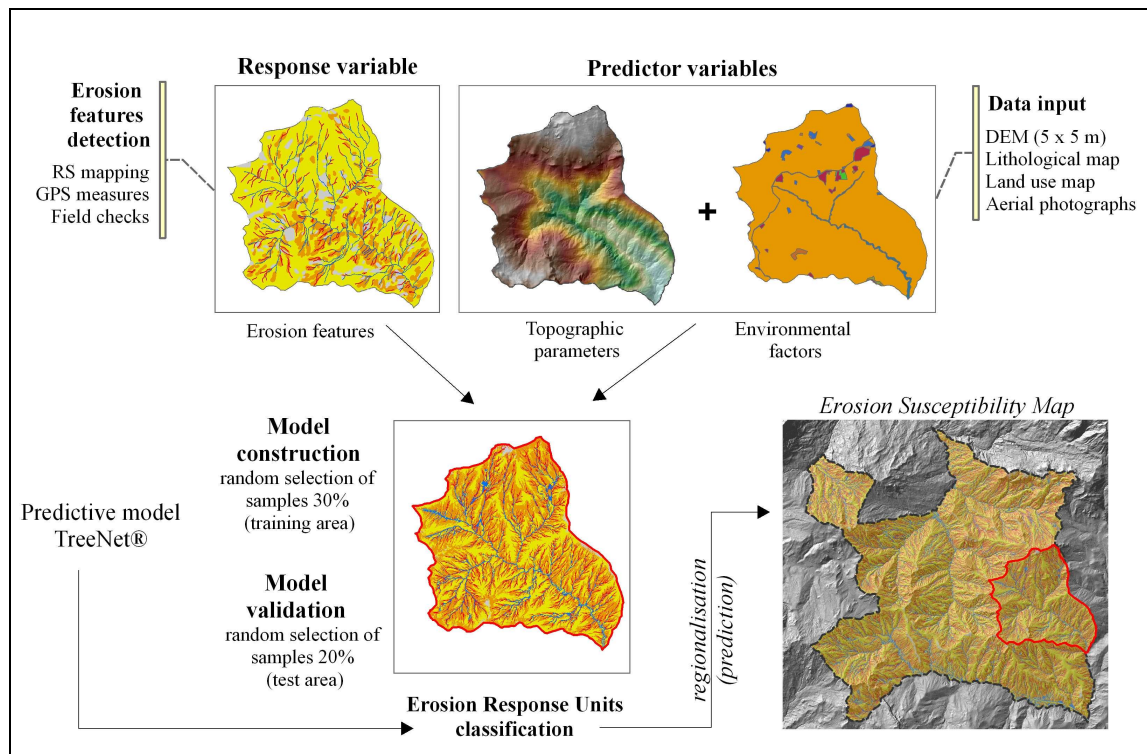 Response variable
Predictor variables
Erosion
features
detection
RS mapping
GPS measures
Field checks
Data input
DEM (5 x 5 m)
Lithological map
Land use map
Aerial photographs
+
Erosion features
Topographic
parameters
Environmental
factors
Model
construction
random selection of
samples 30%
(training area)
Erosion Susceptibility Map
Predictive model
TreeNet®
Model
validation
random selection of
samples 20%
(test area)
regionalisation
(prediction)
Erosion Response Units
classification